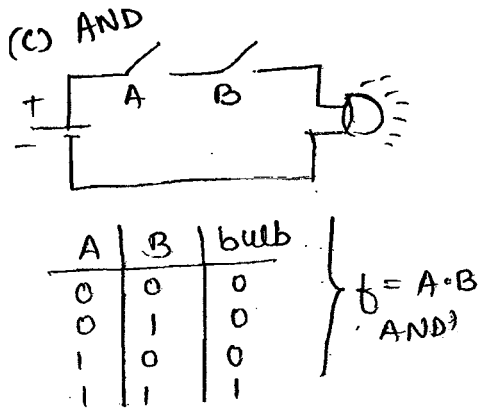 (C) AND
+
-
A B
A B bulb
0 0 0
0 1 0
1 0 0
1 1 1
f = A·B
AND